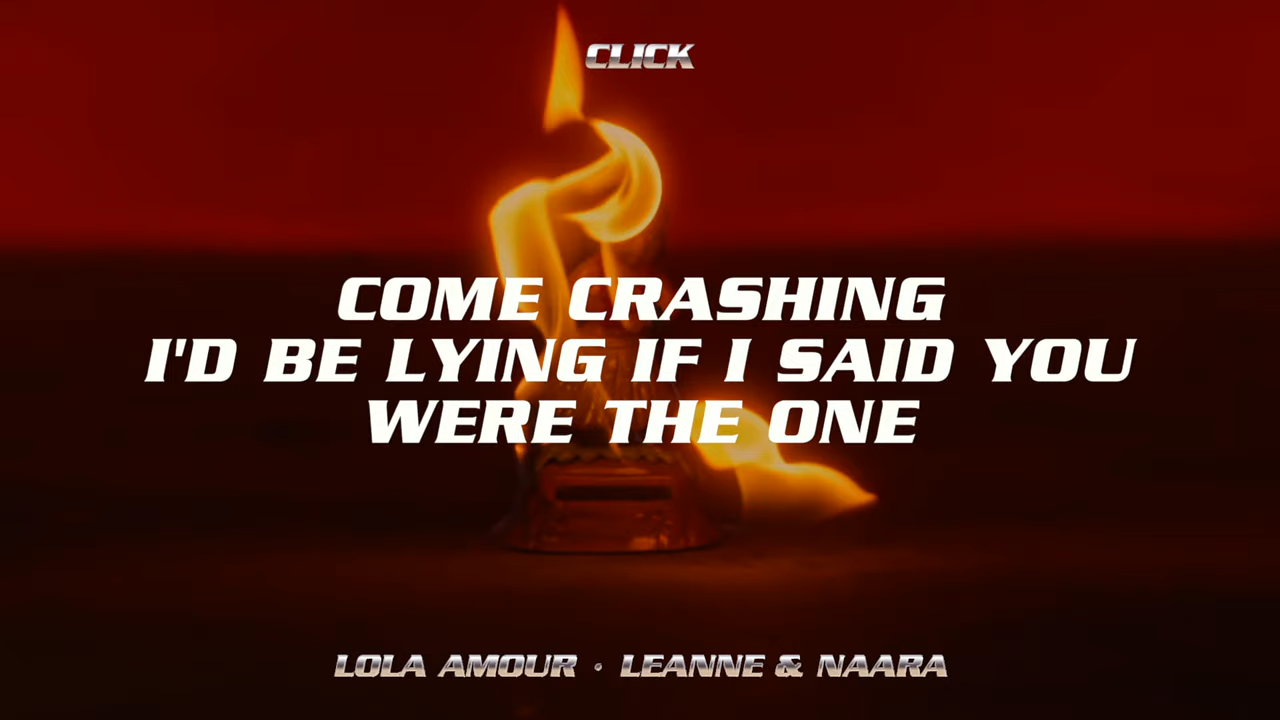 CLICK
COME CRASHING
I'D BE LYING IF I SAID YOU
WERE THE ONE
LOLA AMOUR • LEANNE & NAARA